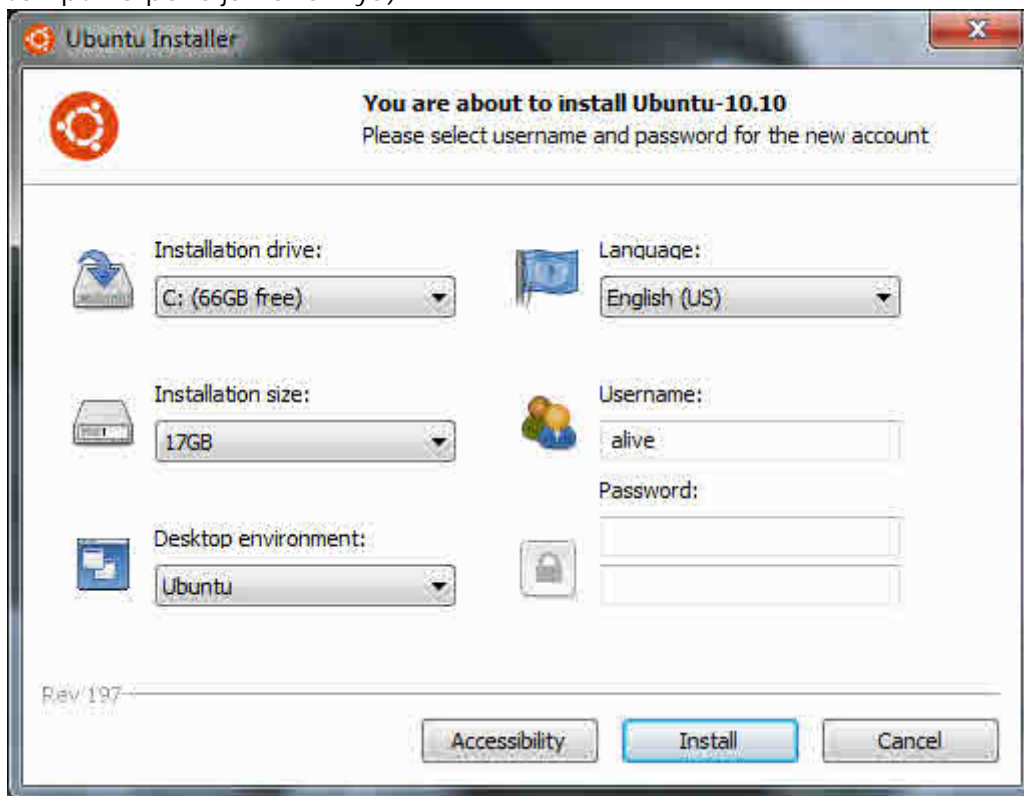 Ubuntu Installer
You are about to install Ubuntu-10.10
Please select username and password for the new account
Installation drive:
C: (66GB free)
Language:
English (US)
Installation size:
17GB
Username:
alive
Password:
Desktop environment:
Ubuntu
Rev 197
Accessibility
Install
Cancel